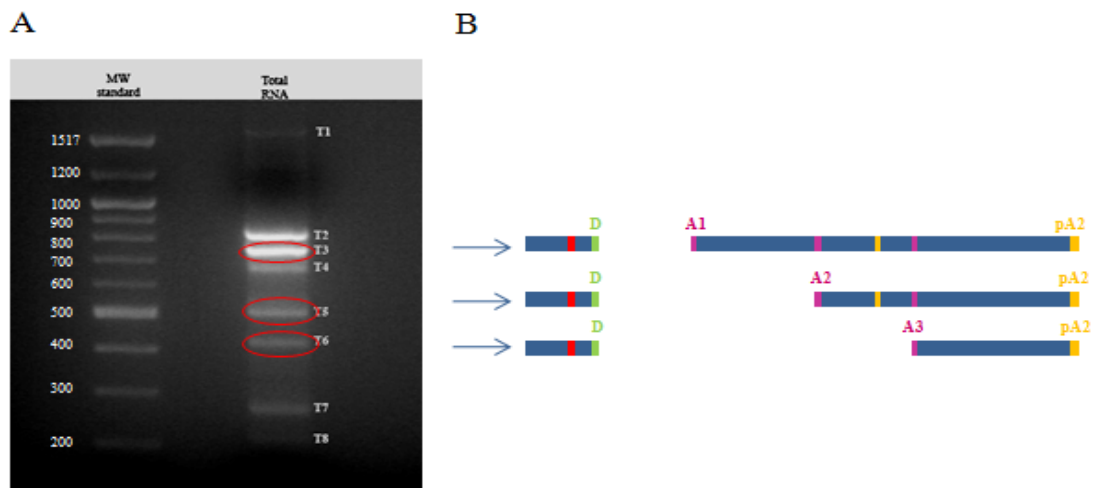 A
B
MW standard
Total RNA
1517
1200
1000
900
800
700
600
500
400
300
200
T1
T2
T3
T4
T5
T6
T7
T8
D
A1
pA2
D
A2
pA2
D
A3
pA2